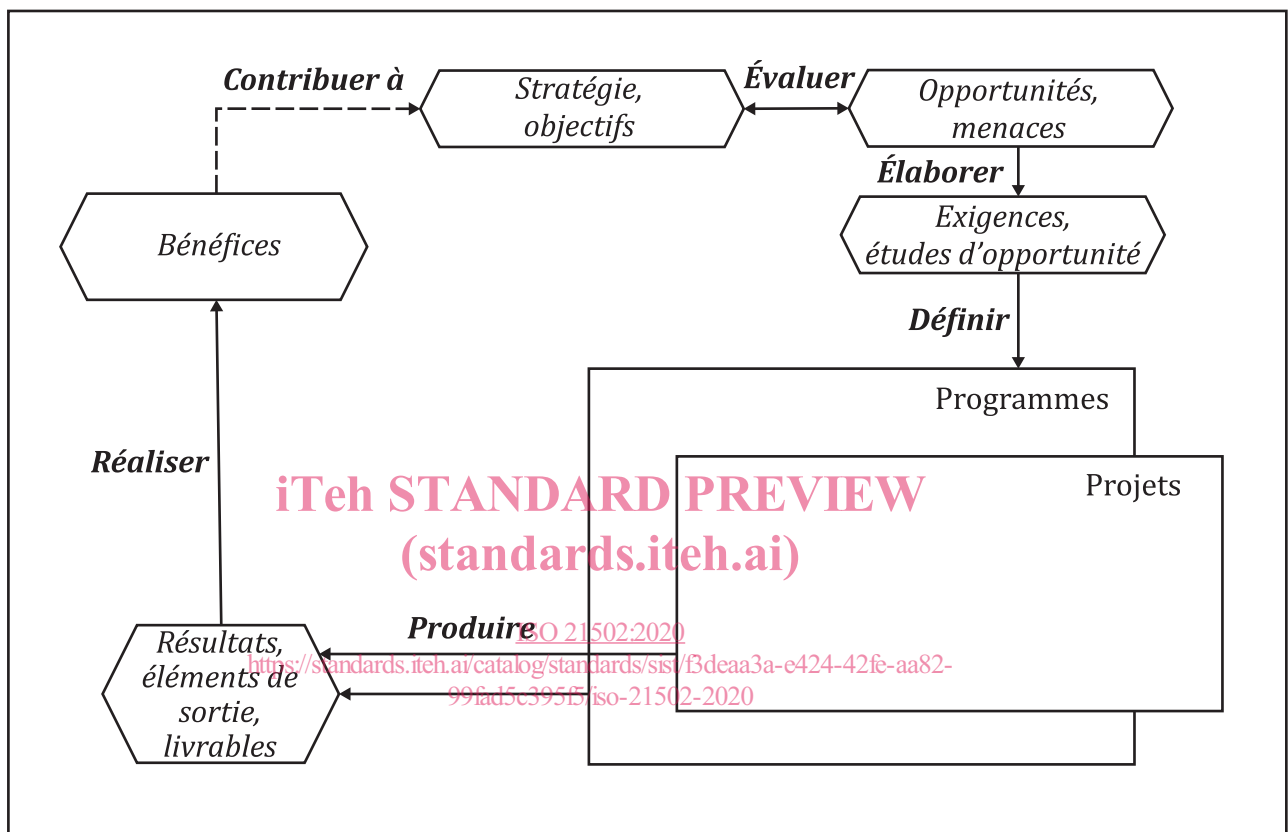 Contribuer à
Stratégie,
objectifs
Évaluer
Opportunités,
menaces
Élaborer
Exigences,
études d'opportunité
Bénéfices
Définir
Programmes
Projets
Réaliser
iTeh STANDARD PREVIEW
(standards.iteh.ai)
Produire
ISO 21502:2020
https://standards.iteh.ai/catalog/standards/sist/f3deaa3a-e424-42fe-aa82-
99fad5c395f5/iso-21502-2020
Résultats,
éléments de
sortie,
livrables